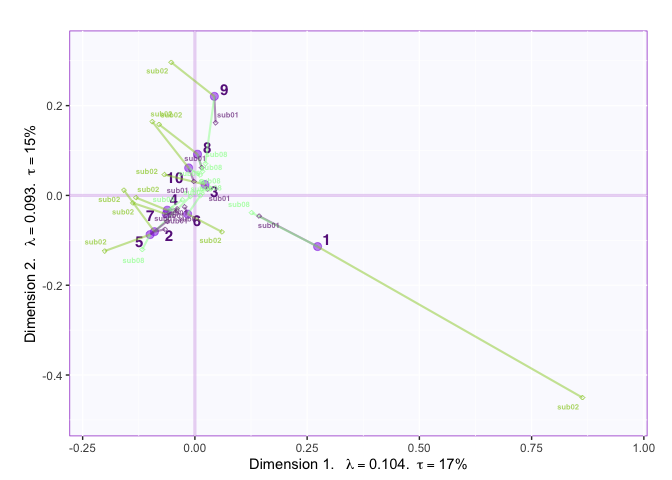 9
sub02
0.2
sub01
sub02
sub02
8
sub08
sub01
sub08
sub02
10
sub01
3
0.0
sub02
4
sub01
sub02
sub08
1
7
6
sub02
sub01
sub01
2
sub02
sub02
5
sub08
-0.2
-0.4
sub02
-0.25
0.00
0.25
0.50
0.75
1.00
Dimension 1. λ = 0.104. τ = 17%
Dimension 2. λ = 0.093. τ = 15%